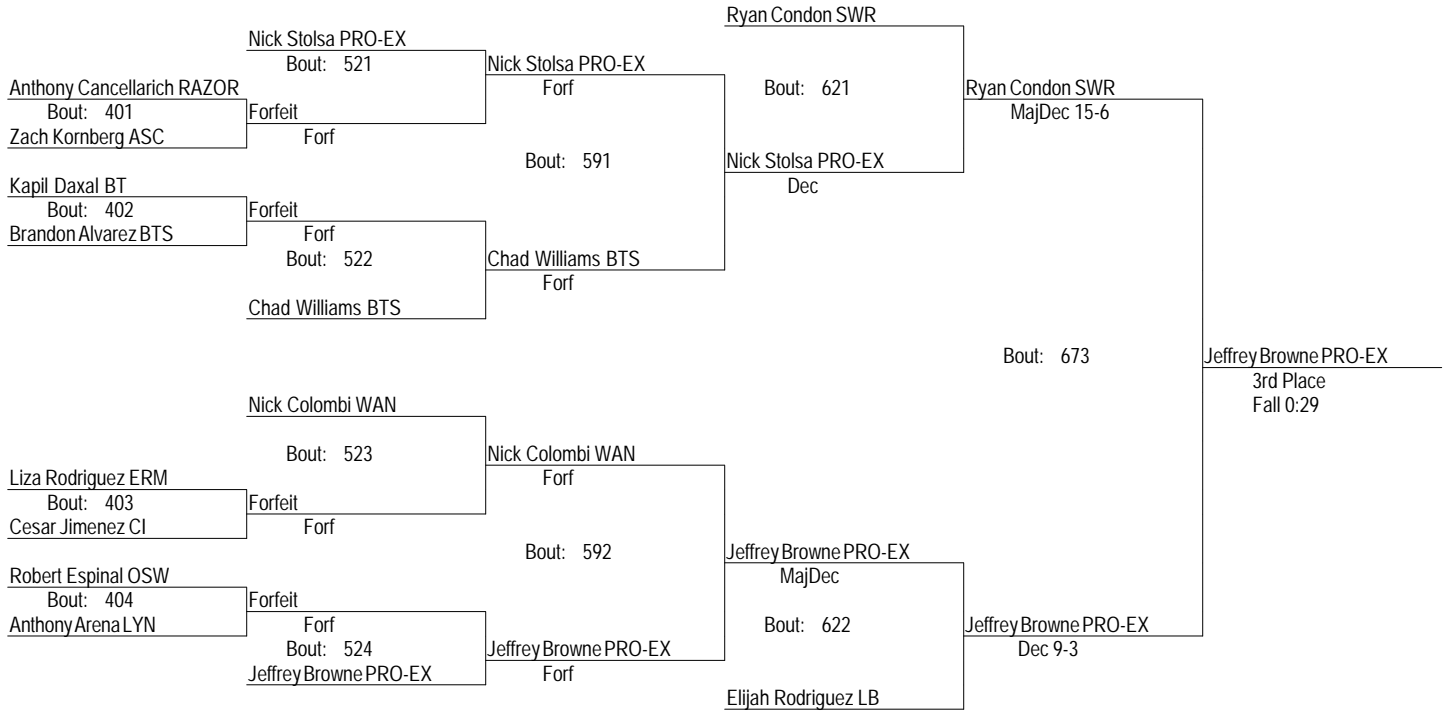 Ryan Condon SWR
Nick Stolsa PRO-EX
Bout: 521
Nick Stolsa PRO-EX
Forf
Anthony Cancellarich RAZOR
Bout: 401
Zach Kornberg ASC
Forfeit
Forf
Bout: 621
Ryan Condon SWR
MajDec 15-6
Bout: 591
Nick Stolsa PRO-EX
Dec
Kapil Daxal BT
Bout: 402
Brandon Alvarez BTS
Forfeit
Forf
Bout: 522
Chad Williams BTS
Forf
Chad Williams BTS
Bout: 673
Jeffrey Browne PRO-EX
3rd Place
Fall 0:29
Nick Colombi WAN
Bout: 523
Nick Colombi WAN
Forf
Liza Rodriguez ERM
Bout: 403
Cesar Jimenez CI
Forfeit
Forf
Bout: 592
Jeffrey Browne PRO-EX
MajDec
Robert Espinal OSW
Bout: 404
Anthony Arena LYN
Forfeit
Forf
Bout: 524
Jeffrey Browne PRO-EX
Jeffrey Browne PRO-EX
Forf
Bout: 622
Jeffrey Browne PRO-EX
Dec 9-3
Elijah Rodriguez LB